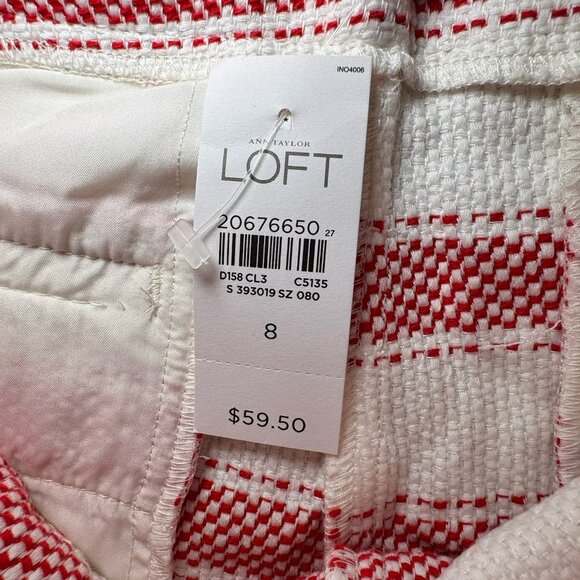 INO4006
ANN TAYLOR
LOFT
20676650 27
D158 CL3 C5135
S 393019 SZ 080
8
$59.50